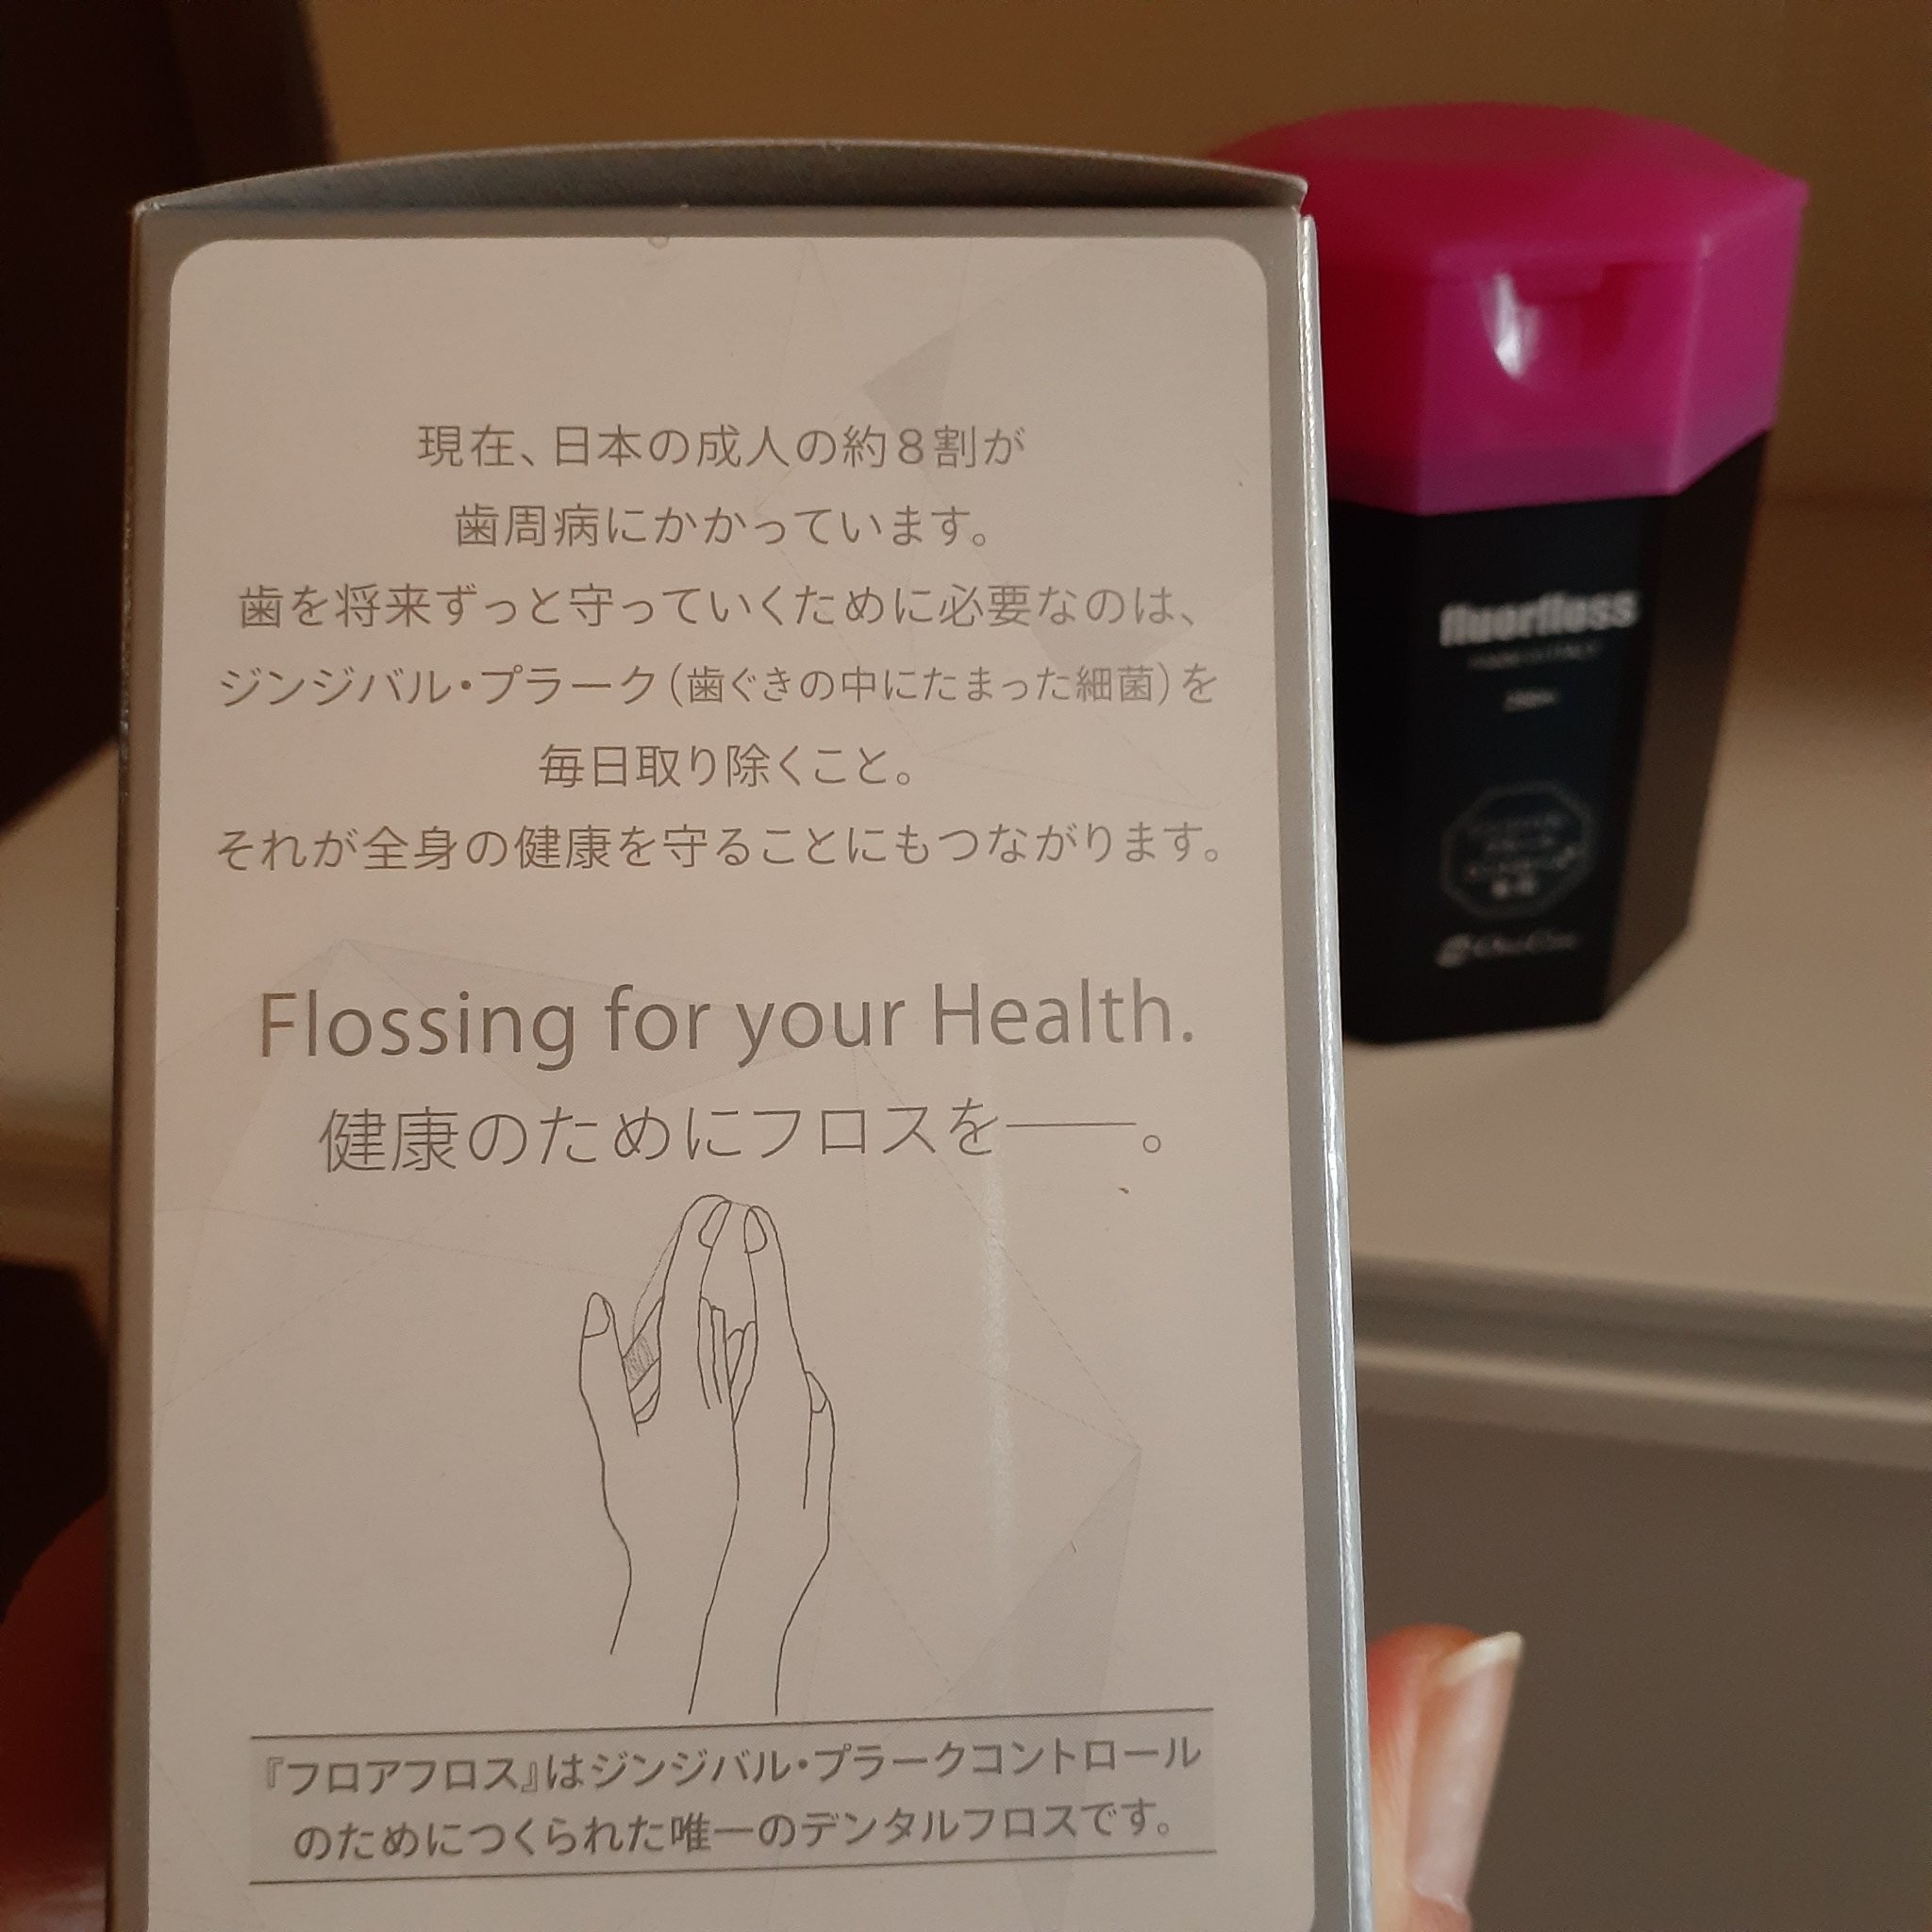 現在、日本の成人の約8割が
歯周病にかかっています。
歯を将来ずっと守っていくために必要なのは、
ジンジバル・プラーク(歯ぐきの中にたまった細菌)を
毎日取り除くこと。
それが全身の健康を守ることにもつながります。
Flossing for your Health.
健康のためにフロスを――。
『フロアフロス』はジンジバル・プラークコントロール
のためにつくられた唯一のデンタルフロスです。
fluorfloss